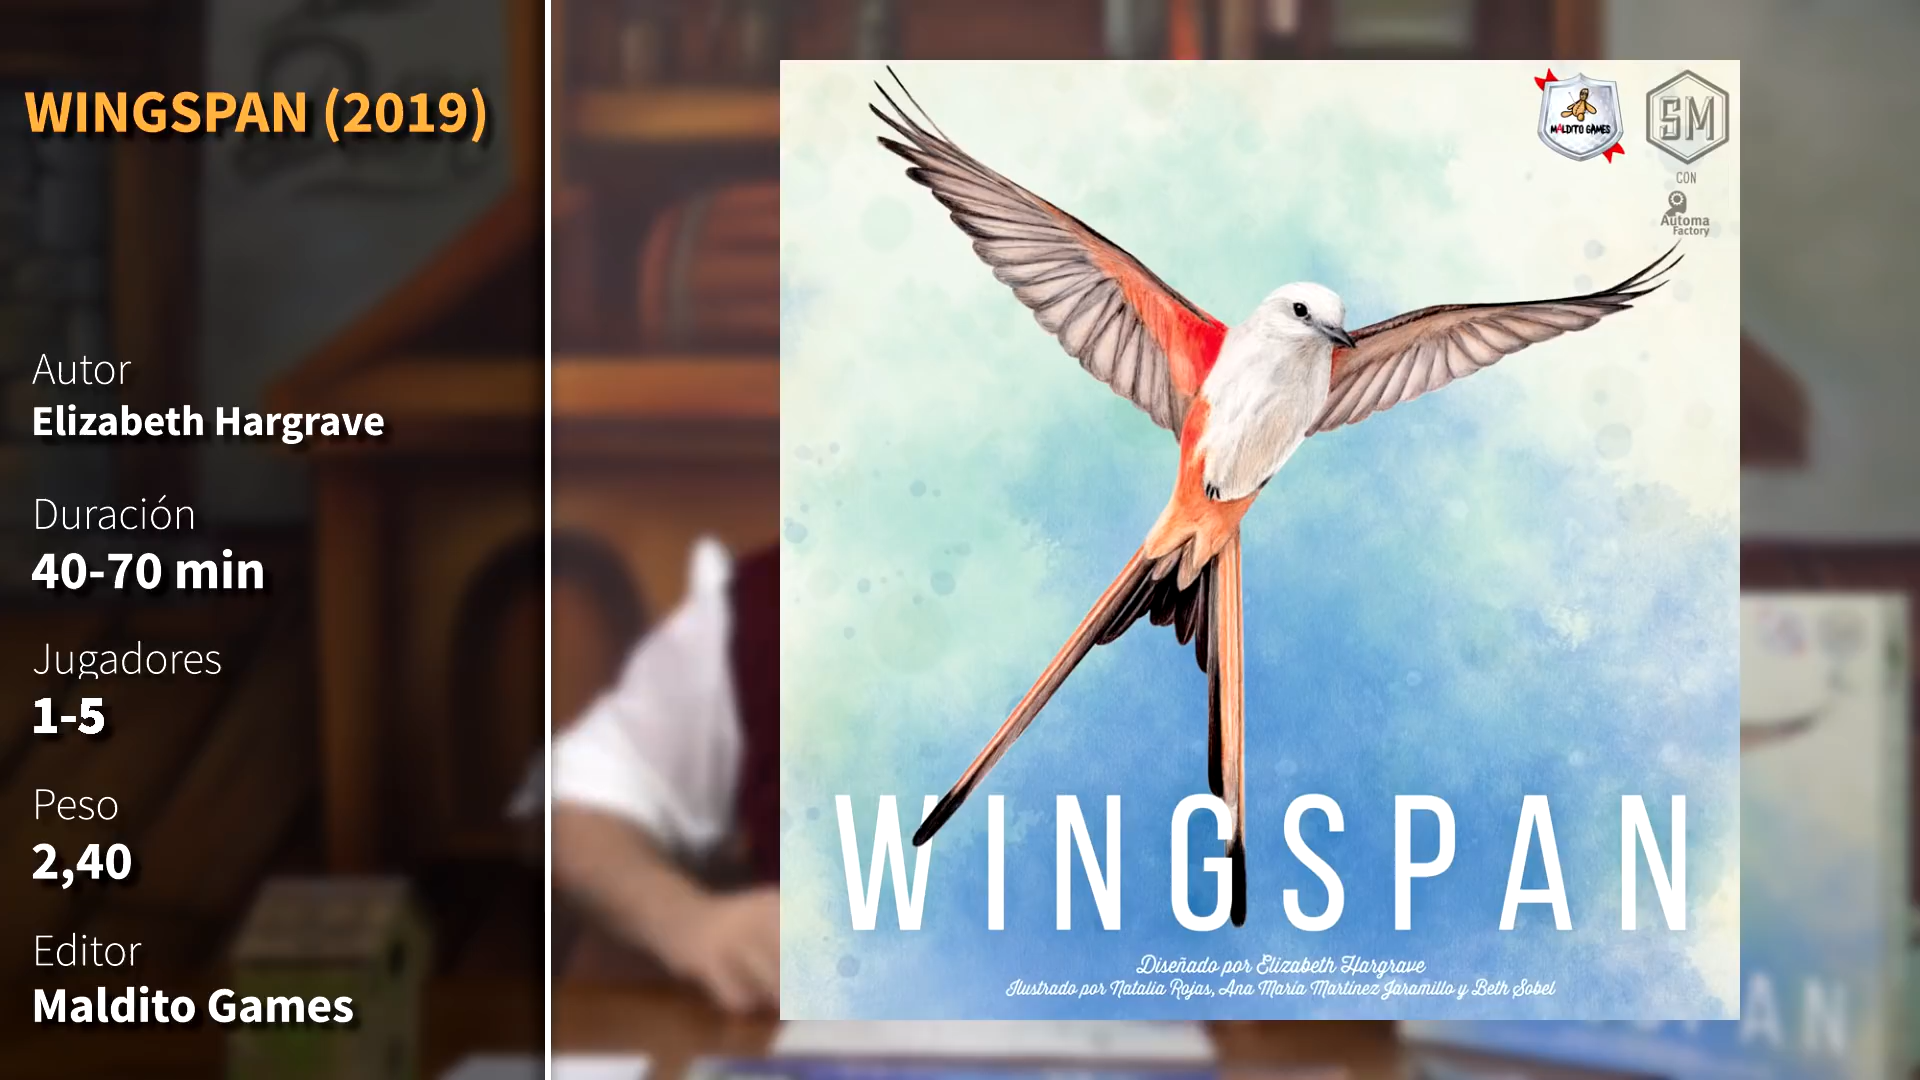 WINGSPAN (2019)
Autor
Elizabeth Hargrave
Duración
40-70 min
Jugadores
1-5
Peso
2,40
Editor
Maldito Games
MALDITO GAMES
SM
CON
Automa
Factory
WINGSPAN
Diseñado por Elizabeth Hargrave
Ilustrado por Natalia Rojas, Ana María Martínez Jaramillo y Beth Sobel
AN